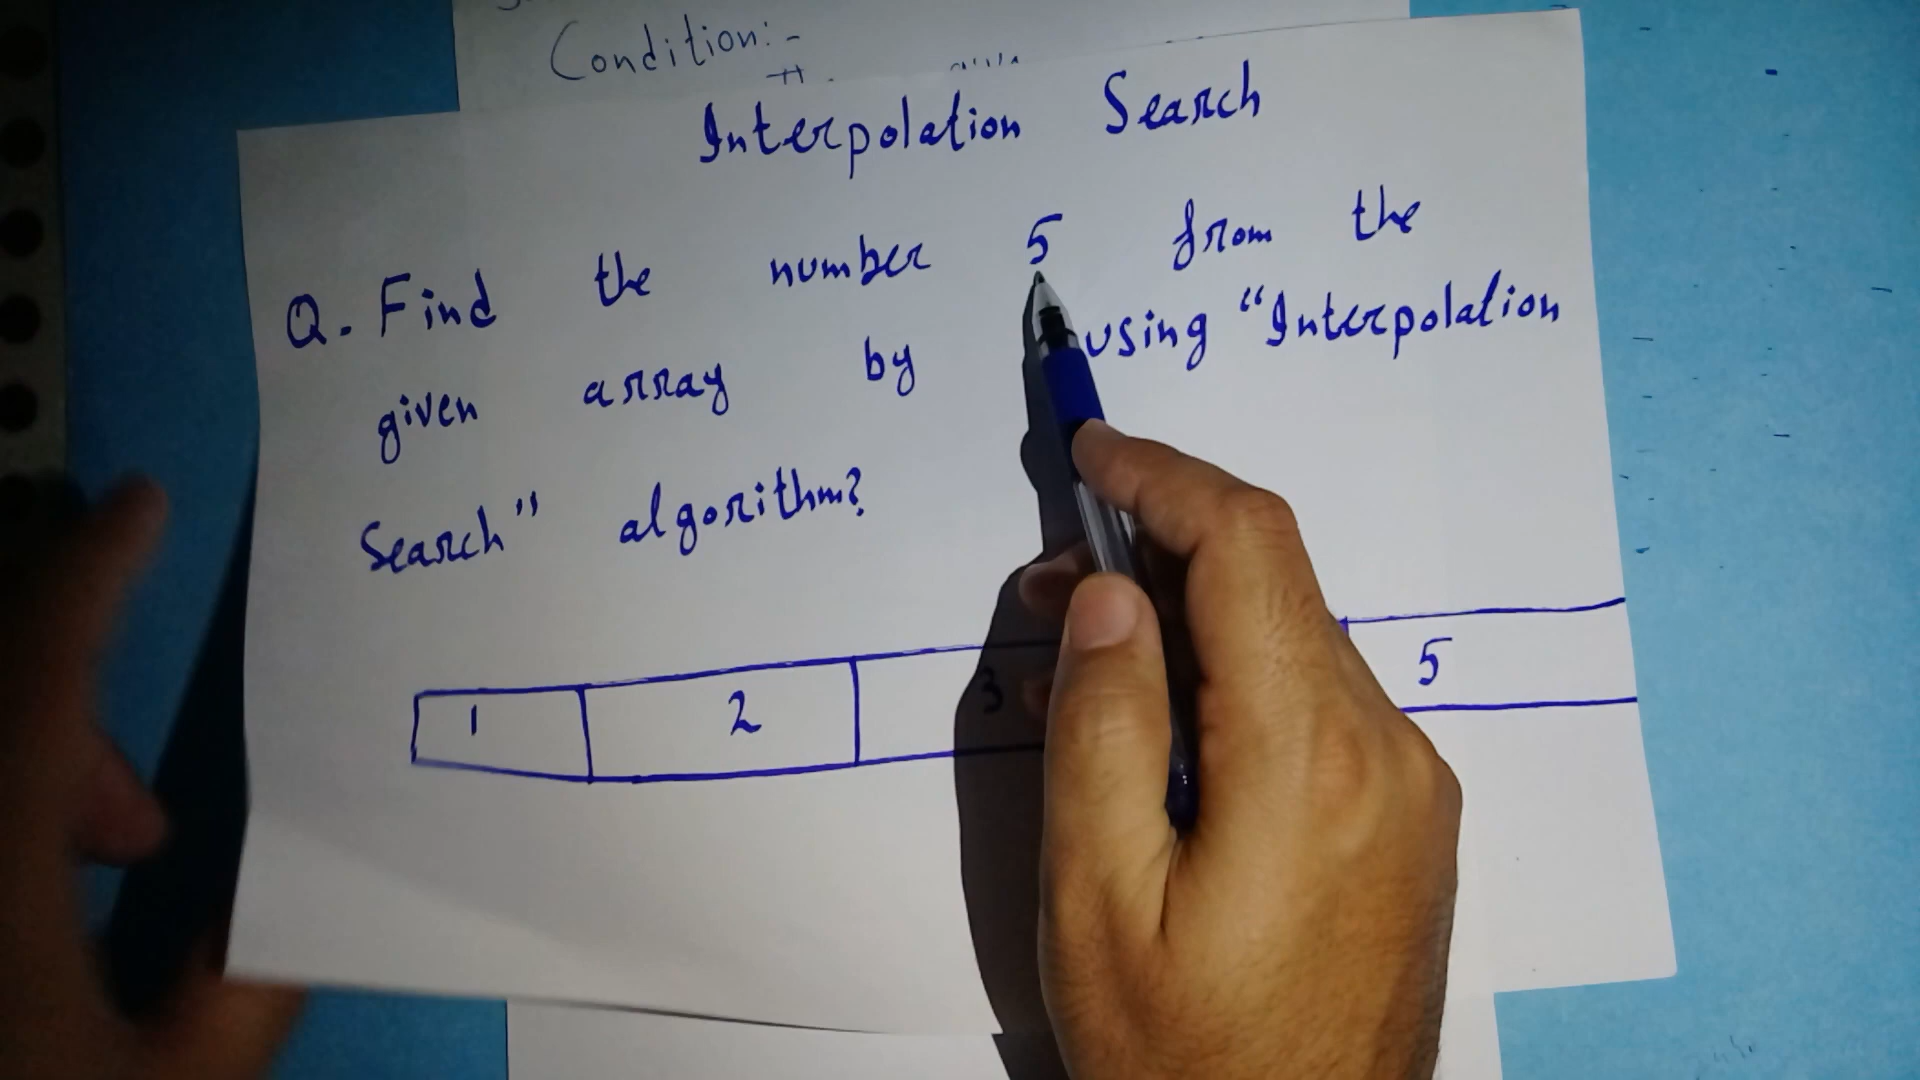 Condition:-
Interpolation Search
Q. Find the number 5 from the
given array by using "Interpolation
Search" algorithm?
1 2 3 5